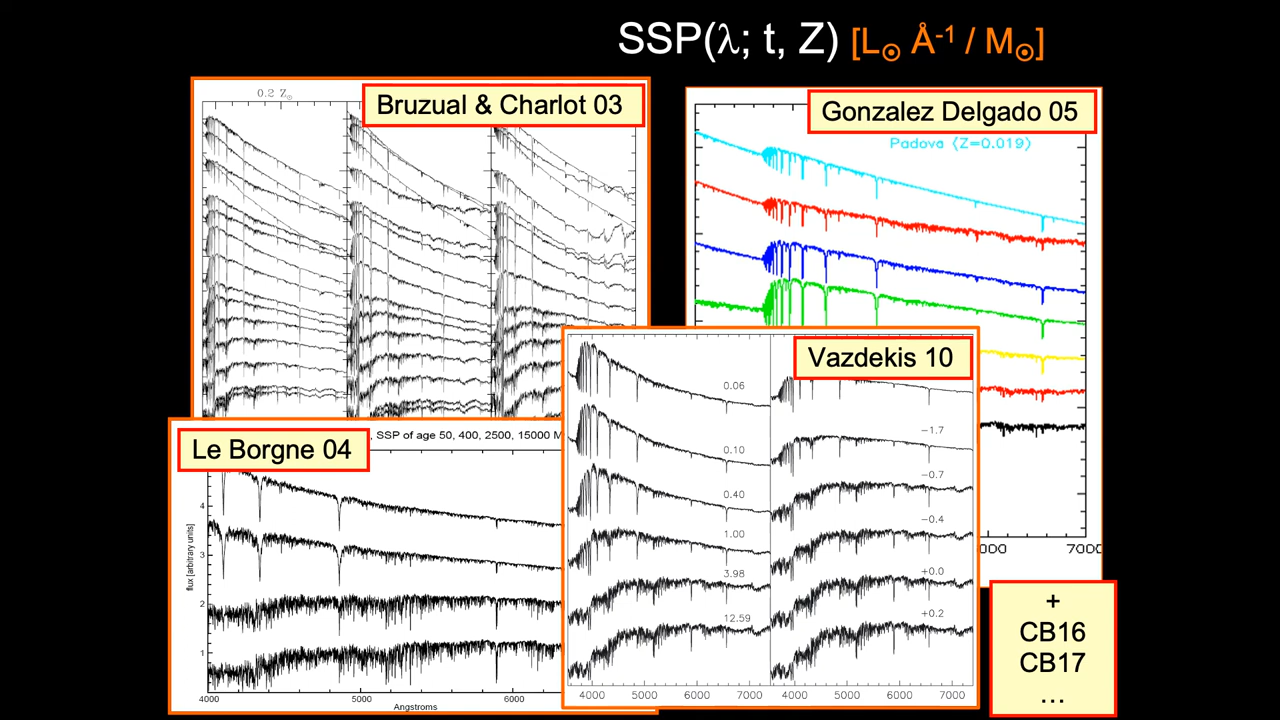 SSP(λ; t, Z) [L☉ Å-1 / M☉]
0.2 Z☉
Bruzual & Charlot 03
Gonzalez Delgado 05
Padova (Z=0.019)
Vazdekis 10
0.06
0.10
0.40
1.00
3.98
12.59
−1.7
−0.7
−0.4
+0.0
+0.2
4000 5000 6000 7000 4000 5000 6000 7000
Le Borgne 04
, SSP of age 50, 400, 2500, 15000 M
flux [arbitrary units]
4
3
2
1
4000 5000 6000
Angstroms
000 7000
+
CB16
CB17
...